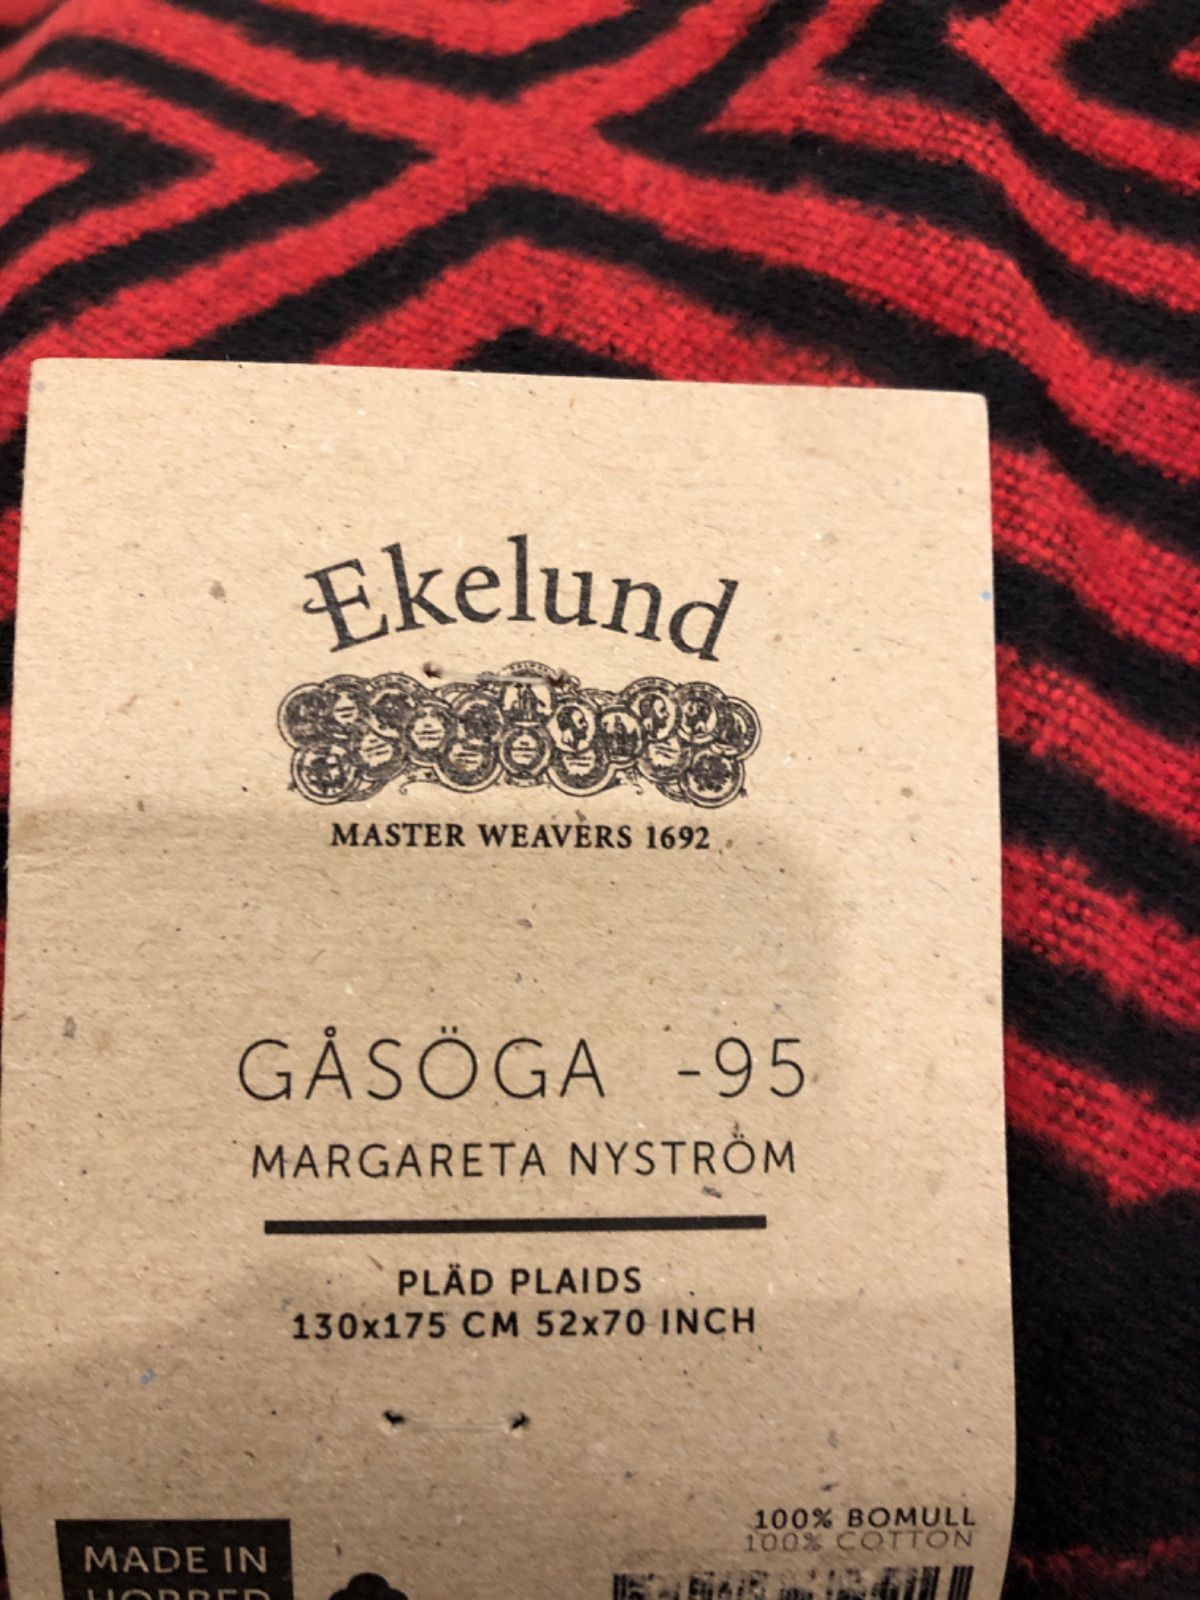 Ekelund
MASTER WEAVERS 1692
GÅSÖGA -95
MARGARETA NYSTRÖM
PLÄD PLAIDS
130x175 CM 52x70 INCH
100% BOMULL
100% COTTON
MADE IN
HORRED